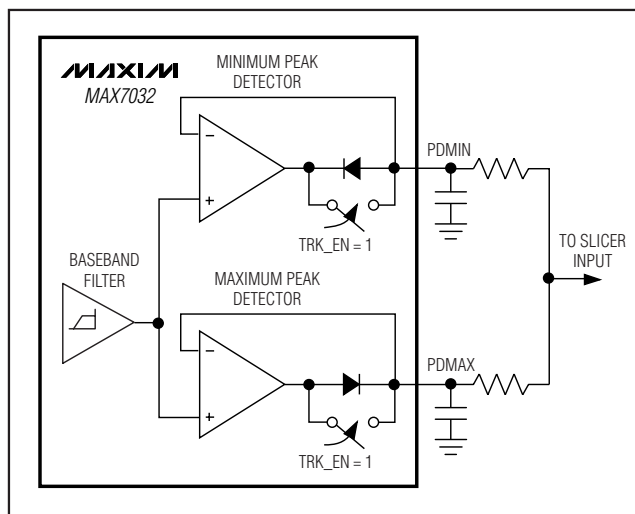 MAXIM
MAX7032
MINIMUM PEAK
DETECTOR
−
+
PDMIN
TRK_EN = 1
TO SLICER
INPUT
BASEBAND
FILTER
MAXIMUM PEAK
DETECTOR
−
+
PDMAX
TRK_EN = 1